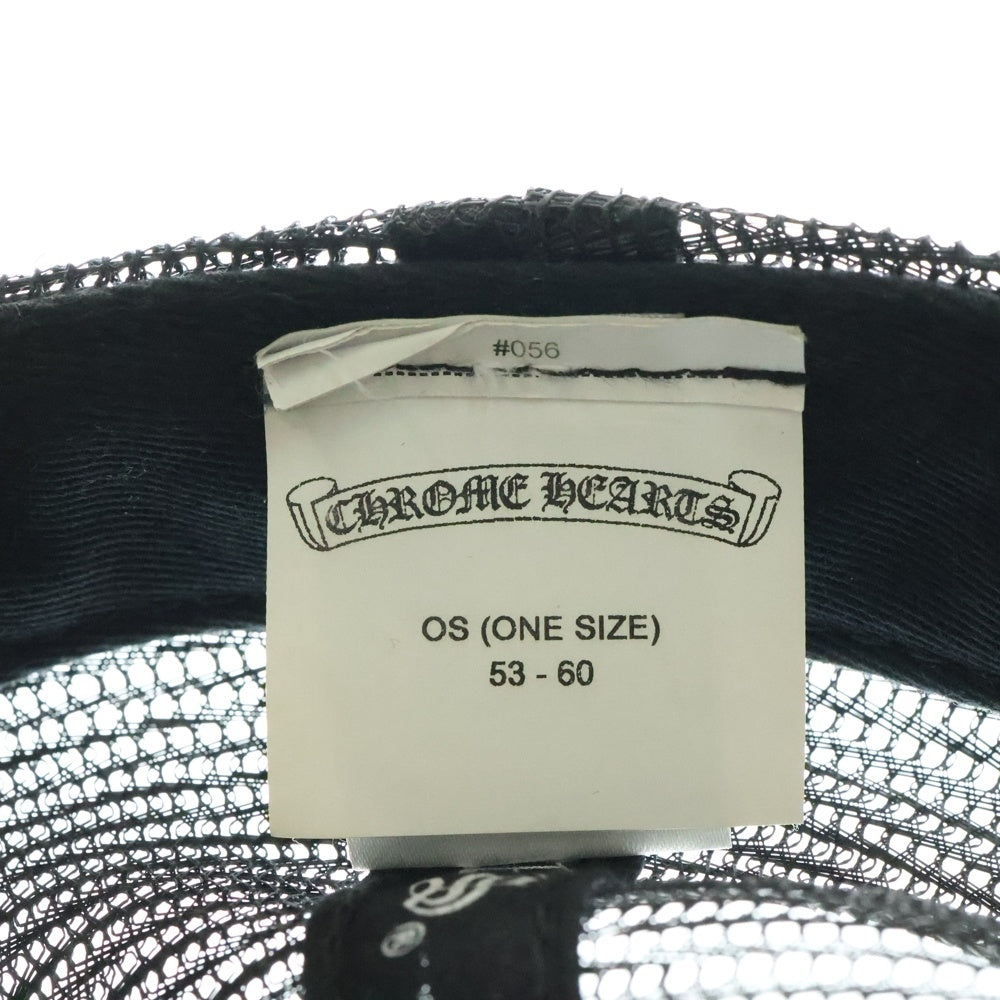 #056
CHROME HEARTS
OS (ONE SIZE)
53 - 60
®